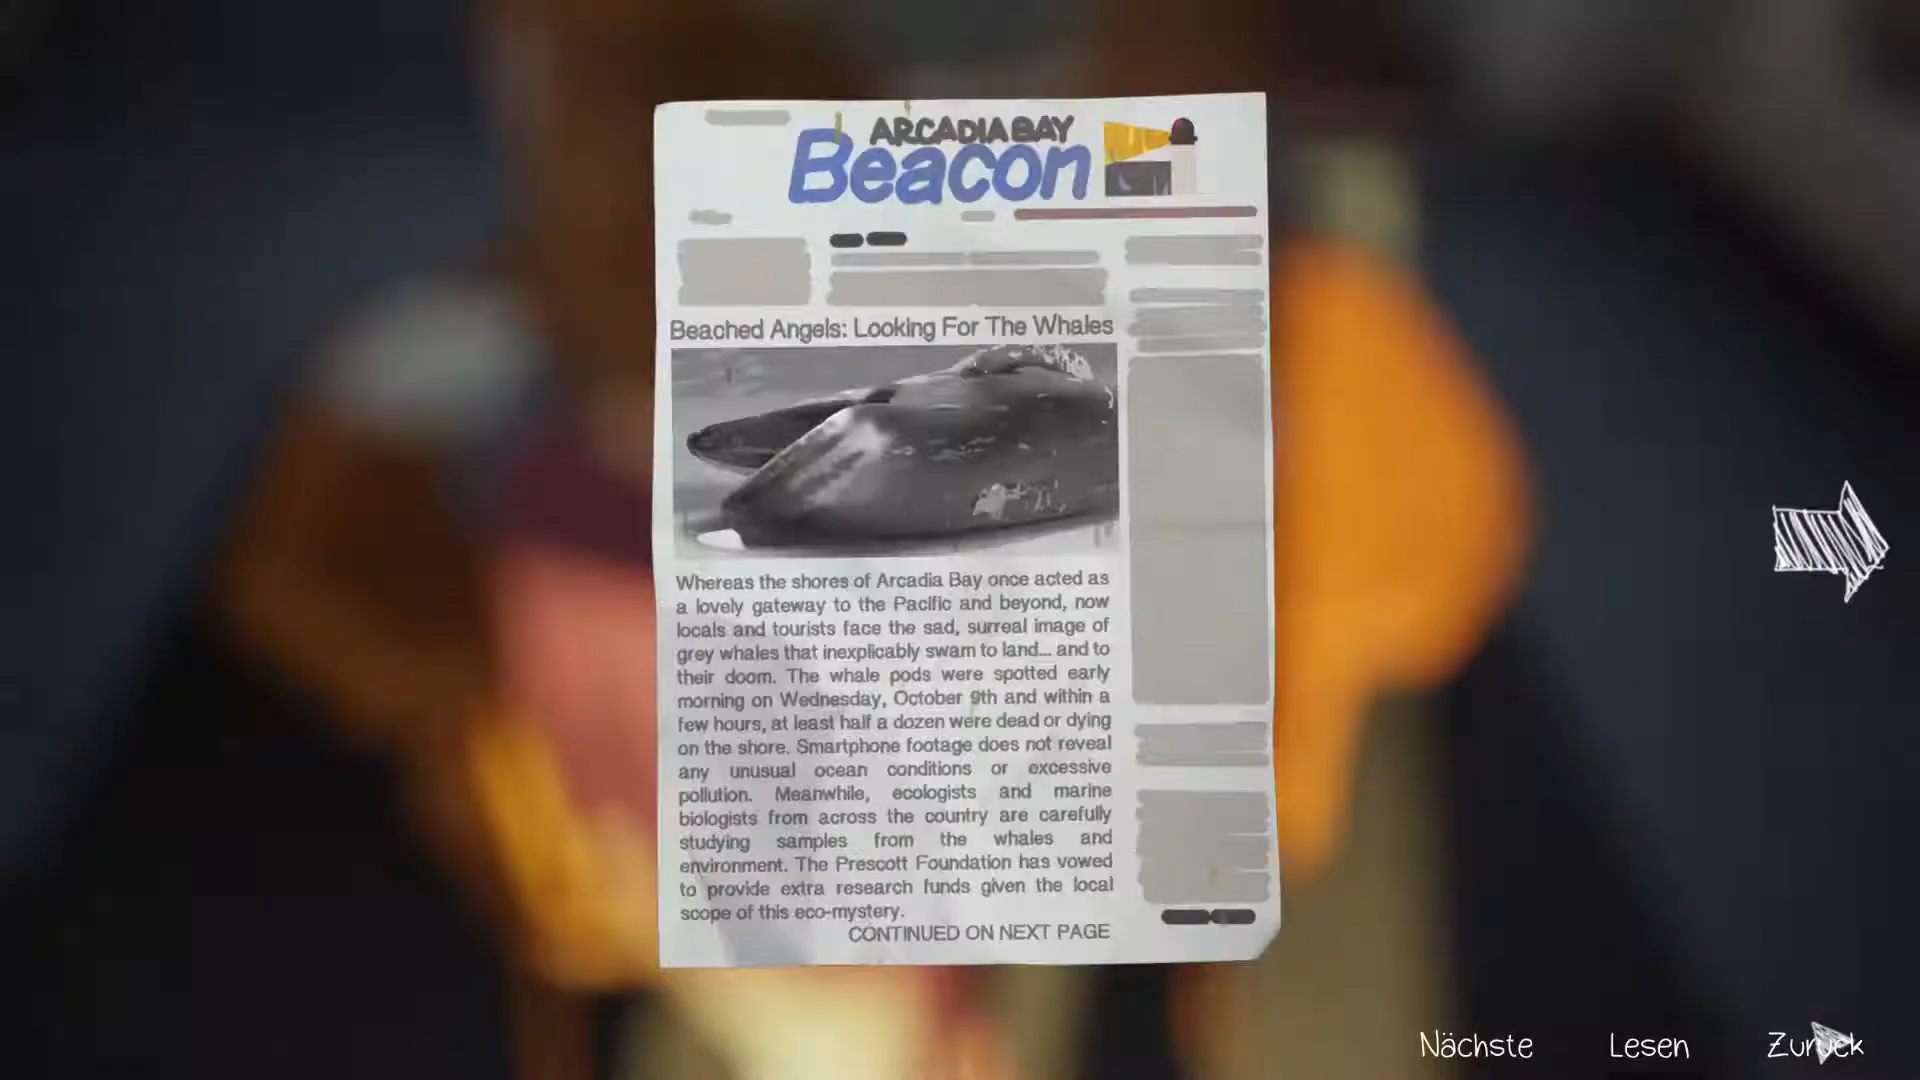 ARCADIA BAY
Beacon
Beached Angels: Looking For The Whales
Whereas the shores of Arcadia Bay once acted as
a lovely gateway to the Pacific and beyond, now
locals and tourists face the sad, surreal image of
grey whales that inexplicably swam to land... and to
their doom. The whale pods were spotted early
morning on Wednesday, October 9th and within a
few hours, at least half a dozen were dead or dying
on the shore. Smartphone footage does not reveal
any unusual ocean conditions or excessive
pollution. Meanwhile, ecologists and marine
biologists from across the country are carefully
studying samples from the whales and
environment. The Prescott Foundation has vowed
to provide extra research funds given the local
scope of this eco-mystery.
CONTINUED ON NEXT PAGE
Nächste Lesen Zurück